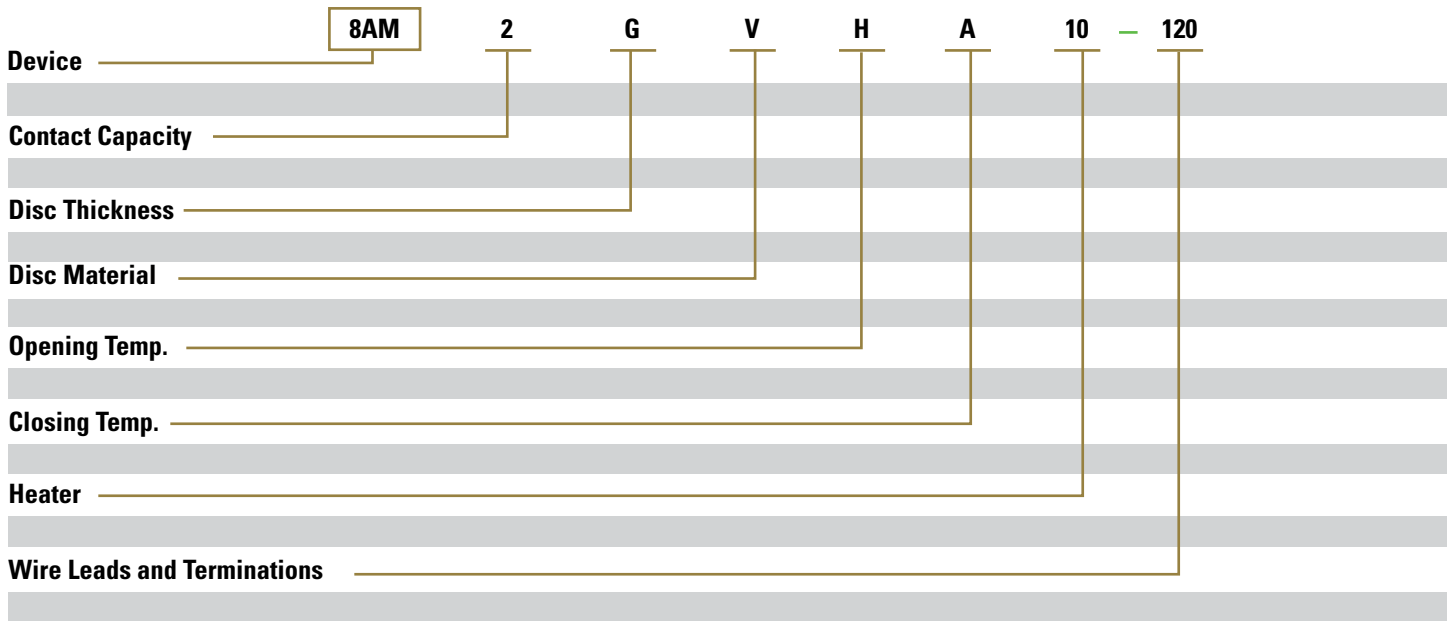 8AM 2 G V H A 10 – 120
Device
Contact Capacity
Disc Thickness
Disc Material
Opening Temp.
Closing Temp.
Heater
Wire Leads and Terminations